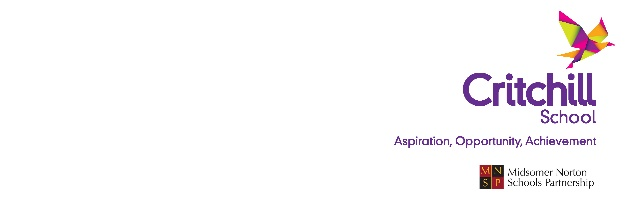 Critchill
School
Aspiration, Opportunity, Achievement
M N Midsomer Norton
S P Schools Partnership